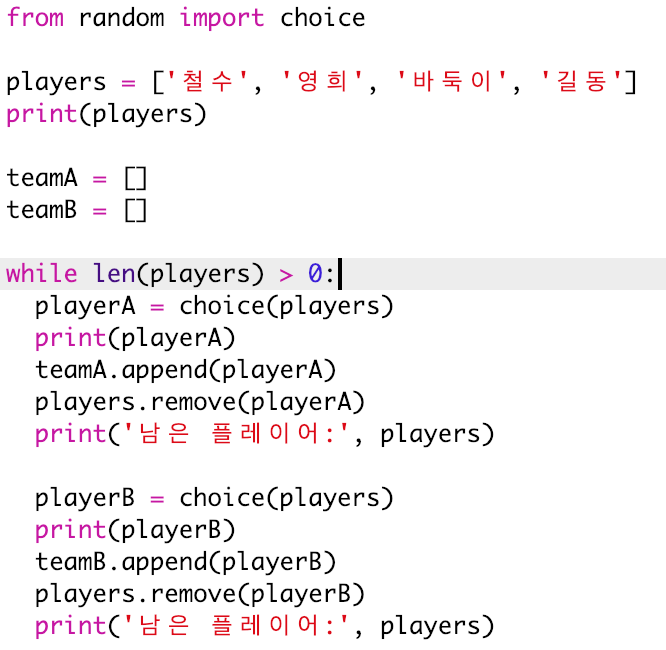 from random import choice
players = ['철수', '영희', '바둑이', '길동']
print(players)
teamA = []
teamB = []
while len(players) > 0:
playerA = choice(players)
print(playerA)
teamA.append(playerA)
players.remove(playerA)
print('남은 플레이어:', players)
playerB = choice(players)
print(playerB)
teamB.append(playerB)
players.remove(playerB)
print('남은 플레이어:', players)